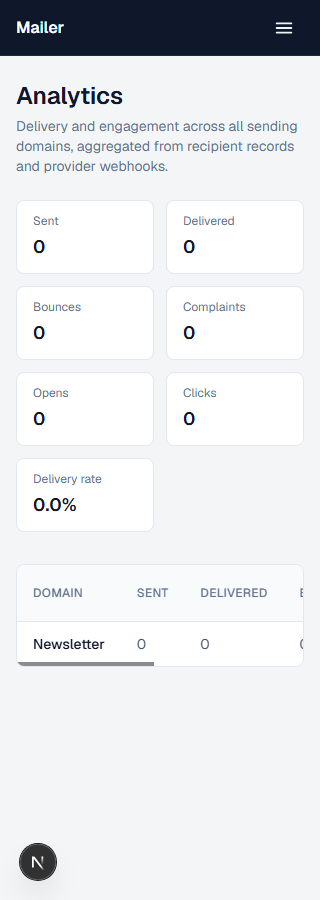 Mailer
Analytics
Delivery and engagement across all sending
domains, aggregated from recipient records
and provider webhooks.
Sent
0
Delivered
0
Bounces
0
Complaints
0
Opens
0
Clicks
0
Delivery rate
0.0%
DOMAIN SENT DELIVERED
Newsletter 0 0
N